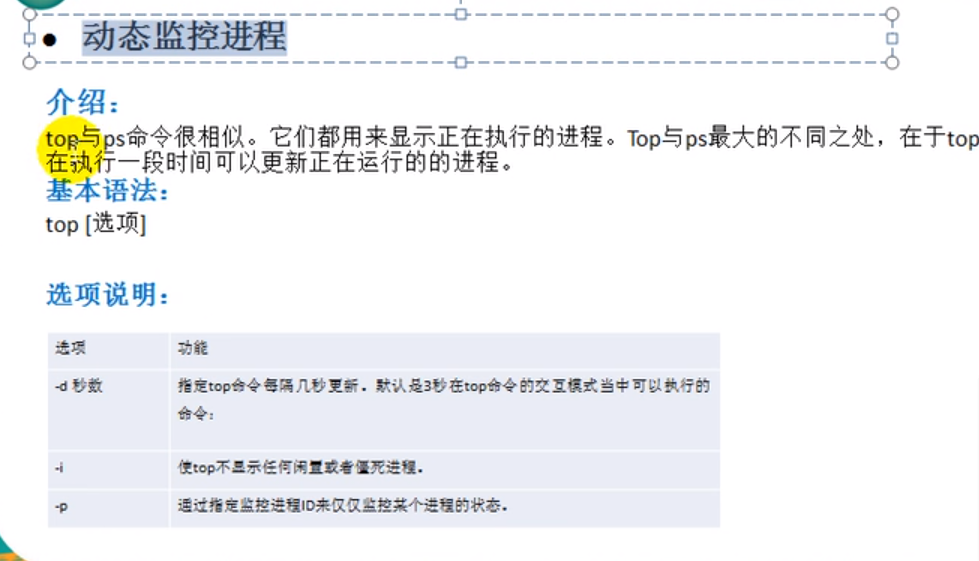 • 动态监控进程
介绍：
top与ps命令很相似。它们都用来显示正在执行的进程。Top与ps最大的不同之处，在于top
在执行一段时间可以更新正在运行的的进程。
基本语法：
top [选项]
选项说明：
选项 功能
-d 秒数 指定top命令每隔几秒更新。默认是3秒在top命令的交互模式当中可以执行的
命令：
-i 使top不显示任何闲置或者僵死进程。
-p 通过指定监控进程ID来仅仅监控某个进程的状态。